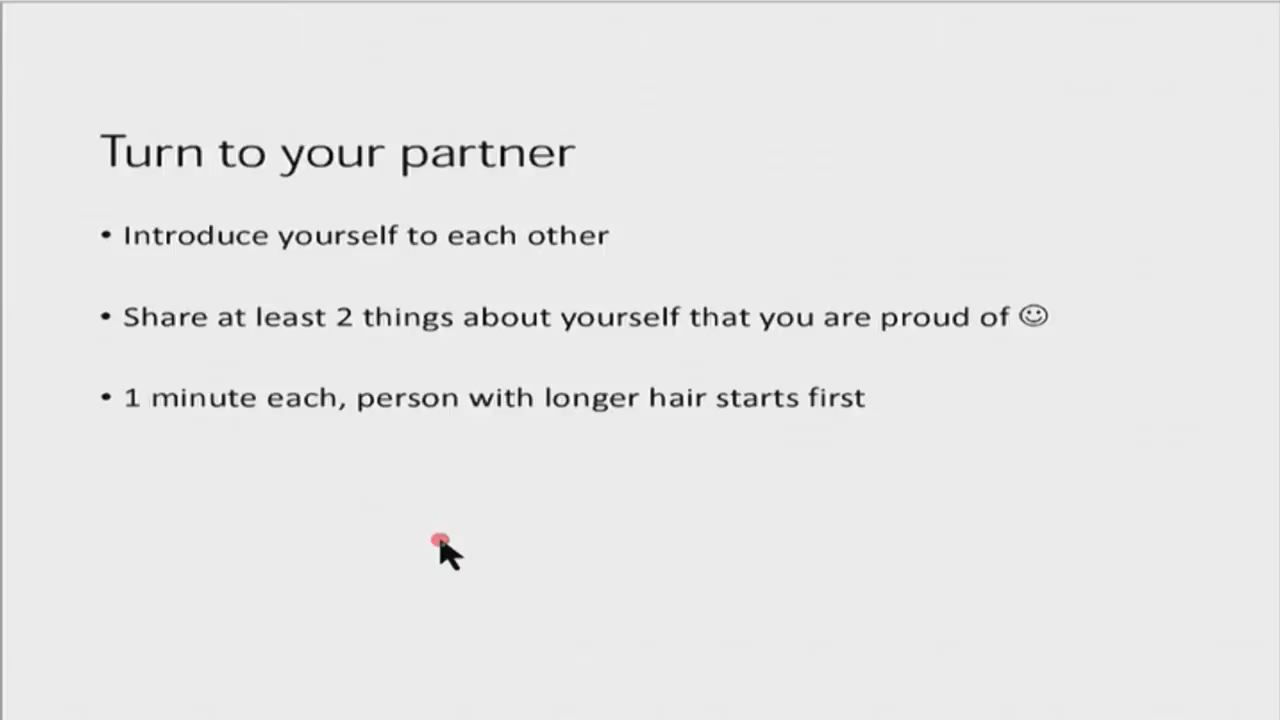 Turn to your partner
• Introduce yourself to each other
• Share at least 2 things about yourself that you are proud of ☺
• 1 minute each, person with longer hair starts first